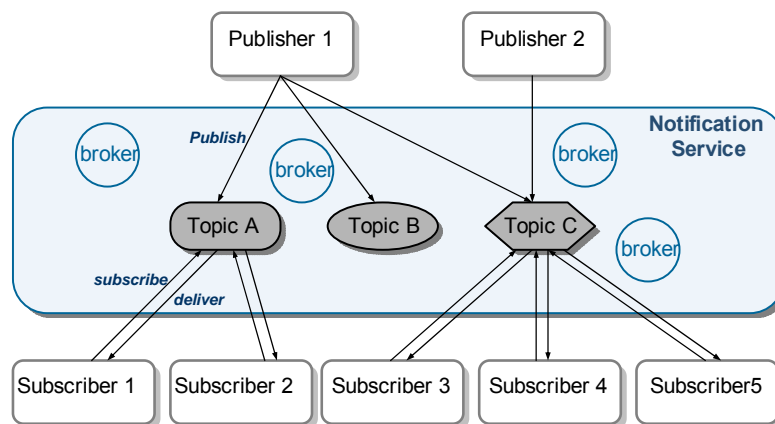 Publisher 1
Publisher 2
Publish
broker
broker
broker
Notification
Service
Topic A
Topic B
Topic C
broker
subscribe
deliver
Subscriber 1
Subscriber 2
Subscriber 3
Subscriber 4
Subscriber5